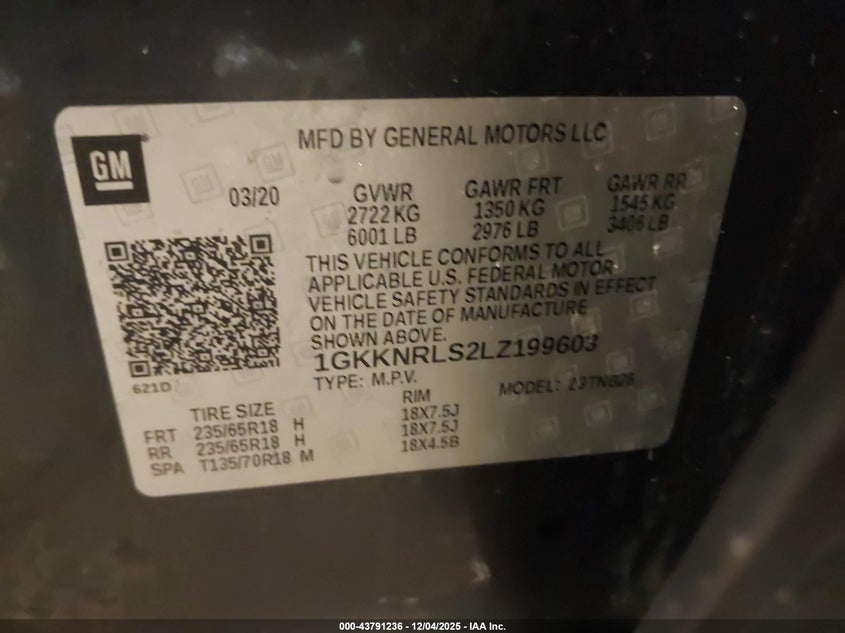 GM
MFD BY GENERAL MOTORS LLC
03/20 GVWR GAWR FRT GAWR RR
2722 KG 1350 KG 1545 KG
6001 LB 2976 LB 3406 LB
THIS VEHICLE CONFORMS TO ALL
APPLICABLE U.S. FEDERAL MOTOR
VEHICLE SAFETY STANDARDS IN EFFECT
ON THE DATE OF MANUFACTURE
SHOWN ABOVE.
1GKKNRLS2LZ199603
621D TYPE: M.P.V. MODEL: 23TNB26
TIRE SIZE RIM
FRT 235/65R18 H 18X7.5J
RR 235/65R18 H 18X7.5J
SPA T135/70R18 M 18X4.5B
000-43791236 - 12/04/2025 - IAA Inc.